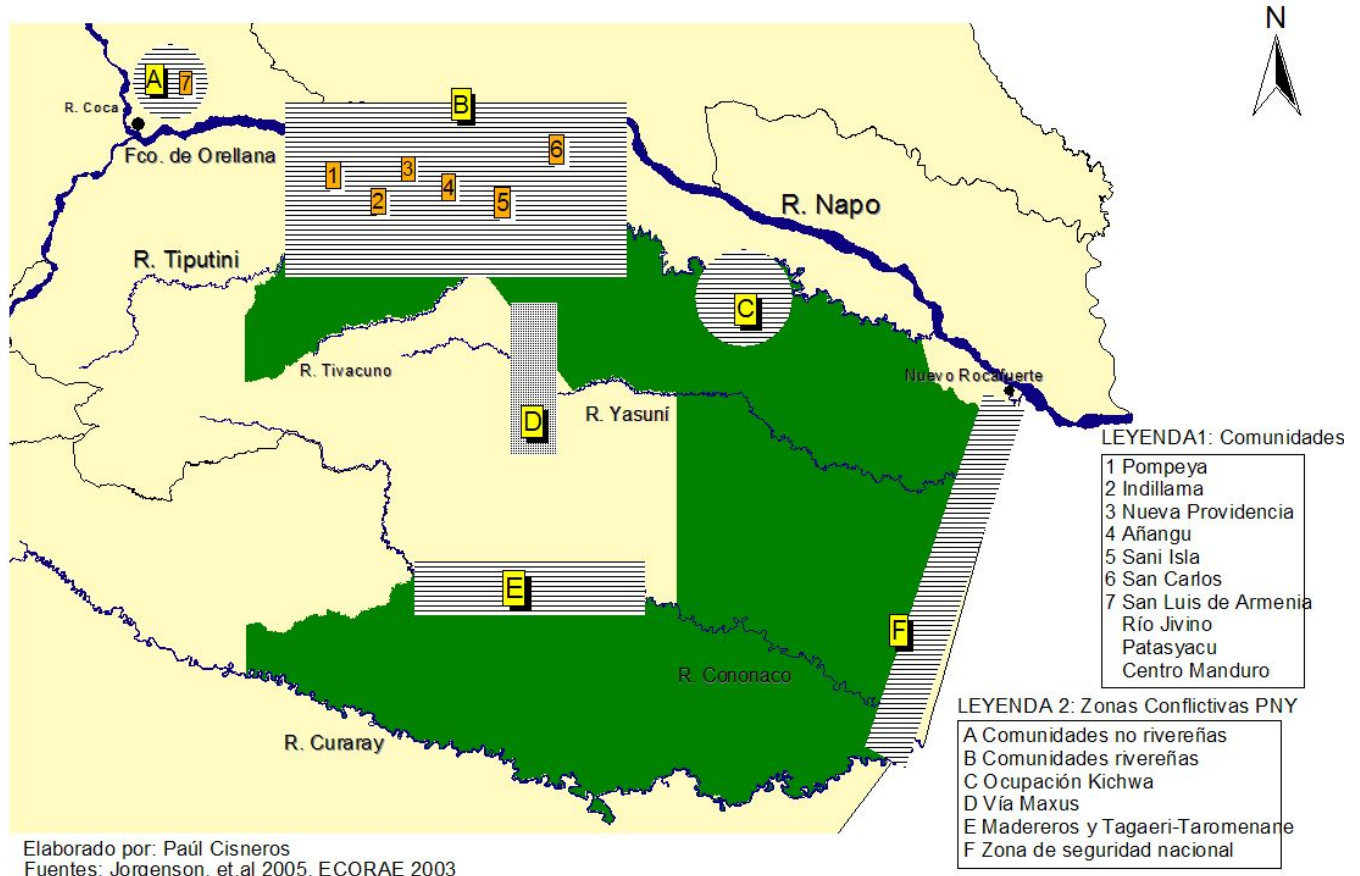 N
A
7
R. Coca
Fco. de Orellana
B
1
2
3
4
5
6
R. Napo
R. Tiputini
C
R. Tivacuno
Nuevo Rocafuerte
D
R. Yasuní
E
F
R. Cononaco
R. Curaray
LEYENDA1: Comunidades
1 Pompeya
2 Indillama
3 Nueva Providencia
4 Añangu
5 Sani Isla
6 San Carlos
7 San Luis de Armenia
Río Jivino
Patasyacu
Centro Manduro
LEYENDA 2: Zonas Conflictivas PNY
A Comunidades no rivereñas
B Comunidades rivereñas
C Ocupación Kichwa
D Vía Maxus
E Madereros y Tagaeri-Taromenane
F Zona de seguridad nacional
Elaborado por: Paúl Cisneros
Fuentes: Jorgenson, et.al 2005, ECORAE 2003